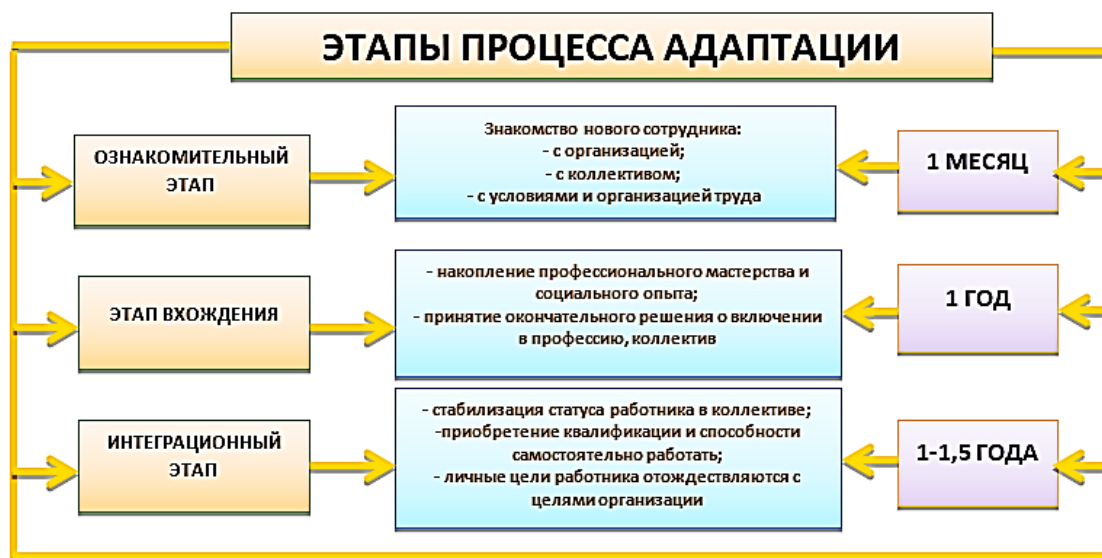 ЭТАПЫ ПРОЦЕССА АДАПТАЦИИ
ОЗНАКОМИТЕЛЬНЫЙ
ЭТАП
Знакомство нового сотрудника:
- с организацией;
- с коллективом;
- с условиями и организацией труда
1 МЕСЯЦ
ЭТАП ВХОЖДЕНИЯ
- накопление профессионального мастерства и
социального опыта;
- принятие окончательного решения о включении
в профессию, коллектив
1 ГОД
ИНТЕГРАЦИОННЫЙ
ЭТАП
- стабилизация статуса работника в коллективе;
-приобретение квалификации и способности
самостоятельно работать;
- личные цели работника отождествляются с
целями организации
1-1,5 ГОДА